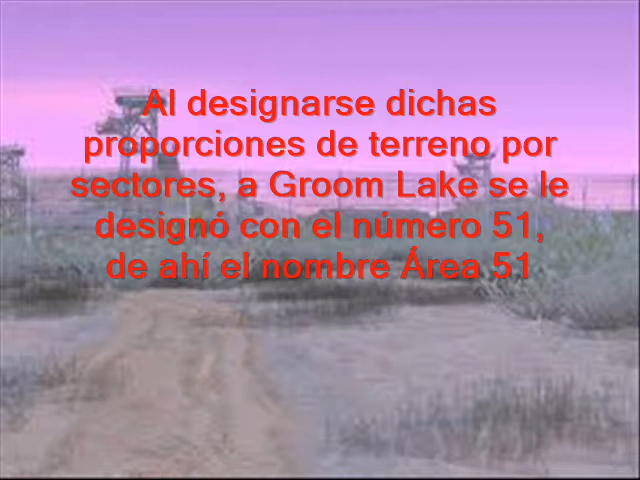 Al designarse dichas
proporciones de terreno por
sectores, a Groom Lake se le
designó con el número 51,
de ahí el nombre Área 51